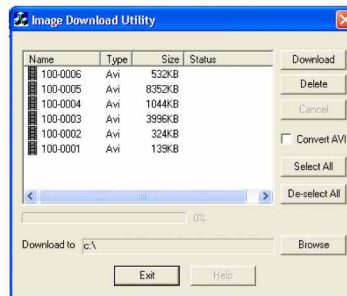 Image Download Utility
Name Type Size Status
100-0006 Avi 532KB
100-0005 Avi 8352KB
100-0004 Avi 1044KB
100-0003 Avi 3996KB
100-0002 Avi 324KB
100-0001 Avi 139KB
Download
Delete
Cancel
Convert AVI
Select All
De-select All
0%
Download to c:\
Browse
Exit
Help